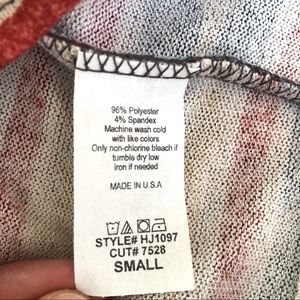 96% Polyester
4% Spandex
Machine wash cold
with like colors
Only non-chlorine bleach if
tumble dry low
iron if needed
MADE IN U.S.A
STYLE# HJ1097
CUT# 7528
SMALL